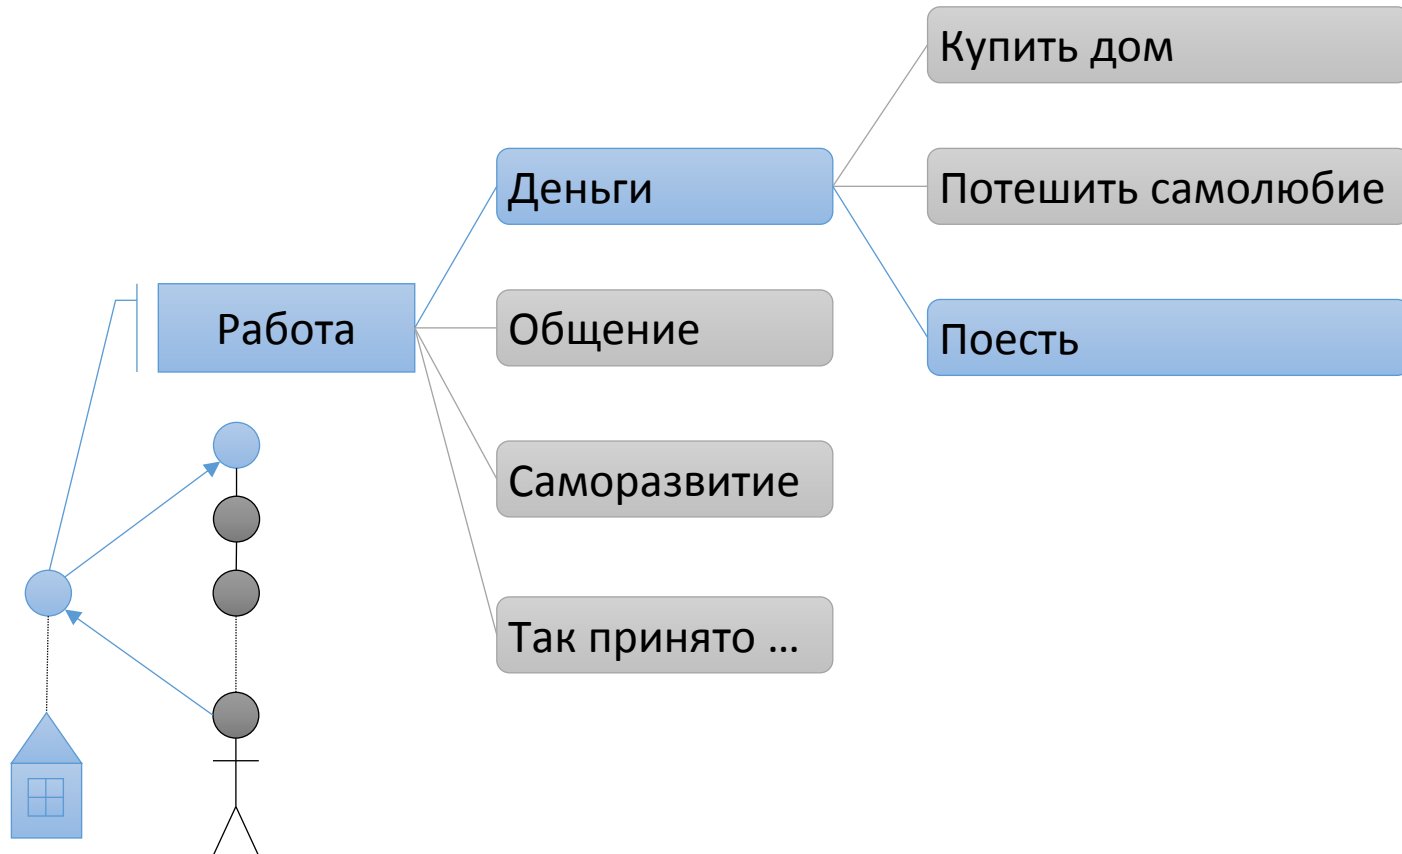 Купить дом
Деньги
Потешить самолюбие
Работа
Общение
Поесть
Саморазвитие
Так принято ...